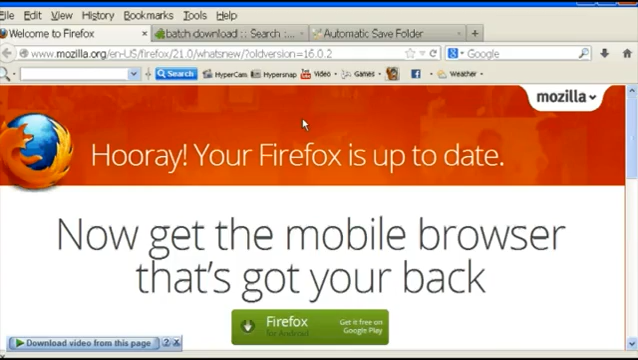 File Edit View History Bookmarks Tools Help
Welcome to Firefox × batch download :: Search : ... × Automatic Save Folder × +
www.mozilla.org/en-US/firefox/21.0/whatsnew/?oldversion=16.0.2 Google
Search HyperCam Hypersnap Video Games Weather
mozilla
Hooray! Your Firefox is up to date.
Now get the mobile browser
that's got your back
Firefox
for Android
Get it free on
Google Play
Download video from this page ? X